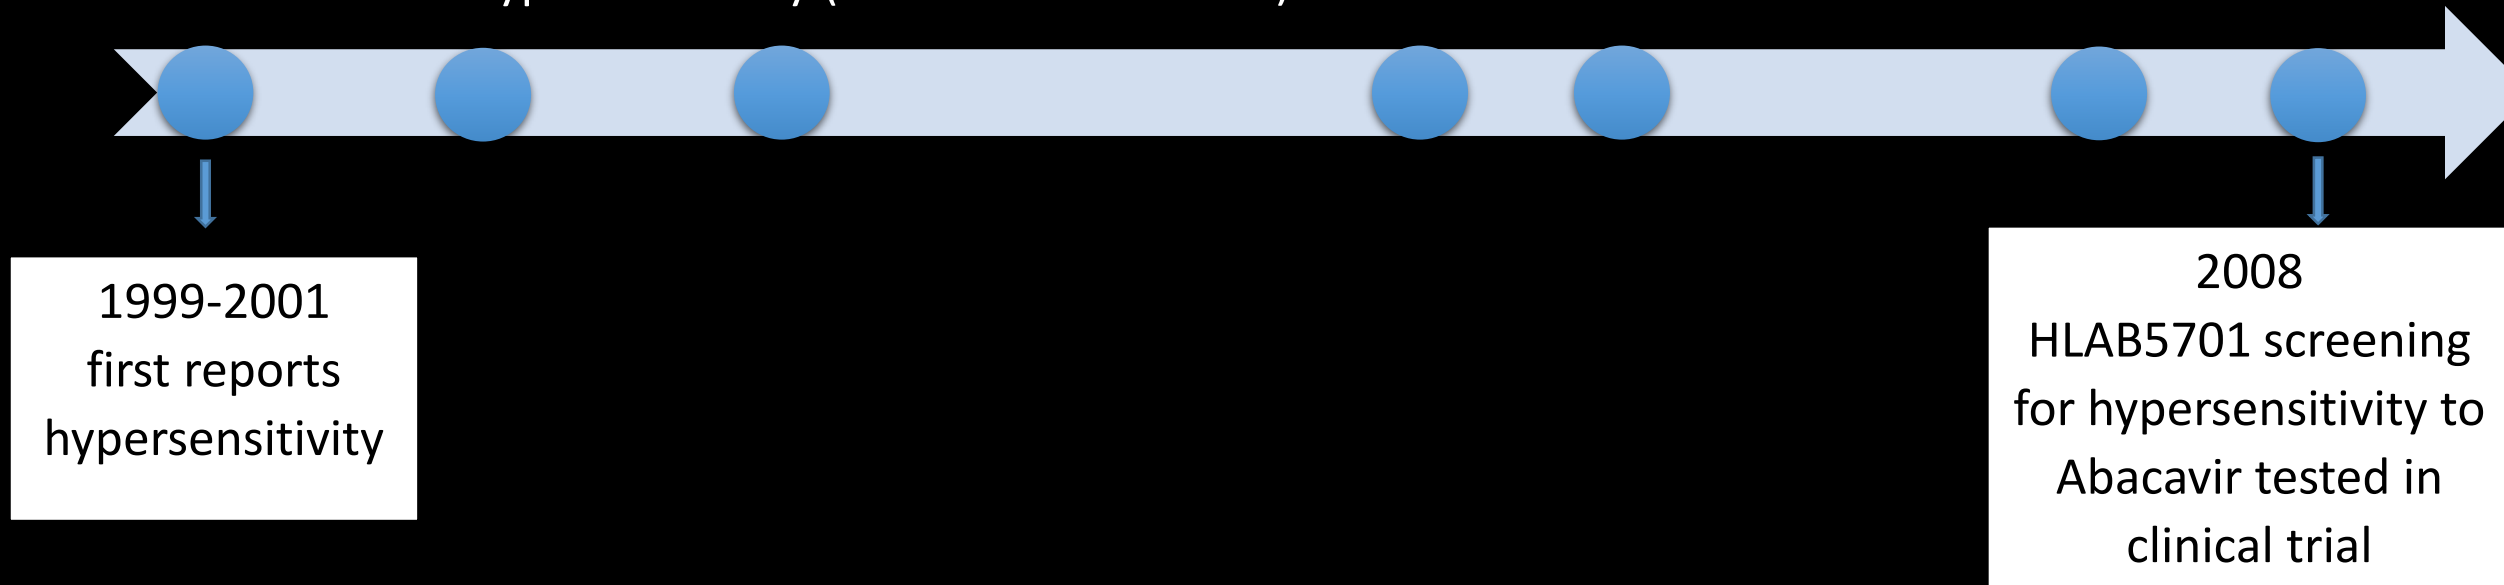 1999-2001
first reports
hypersensitivity
2008
HLAB5701 screening
for hypersensitivity to
Abacavir tested in
clinical trial